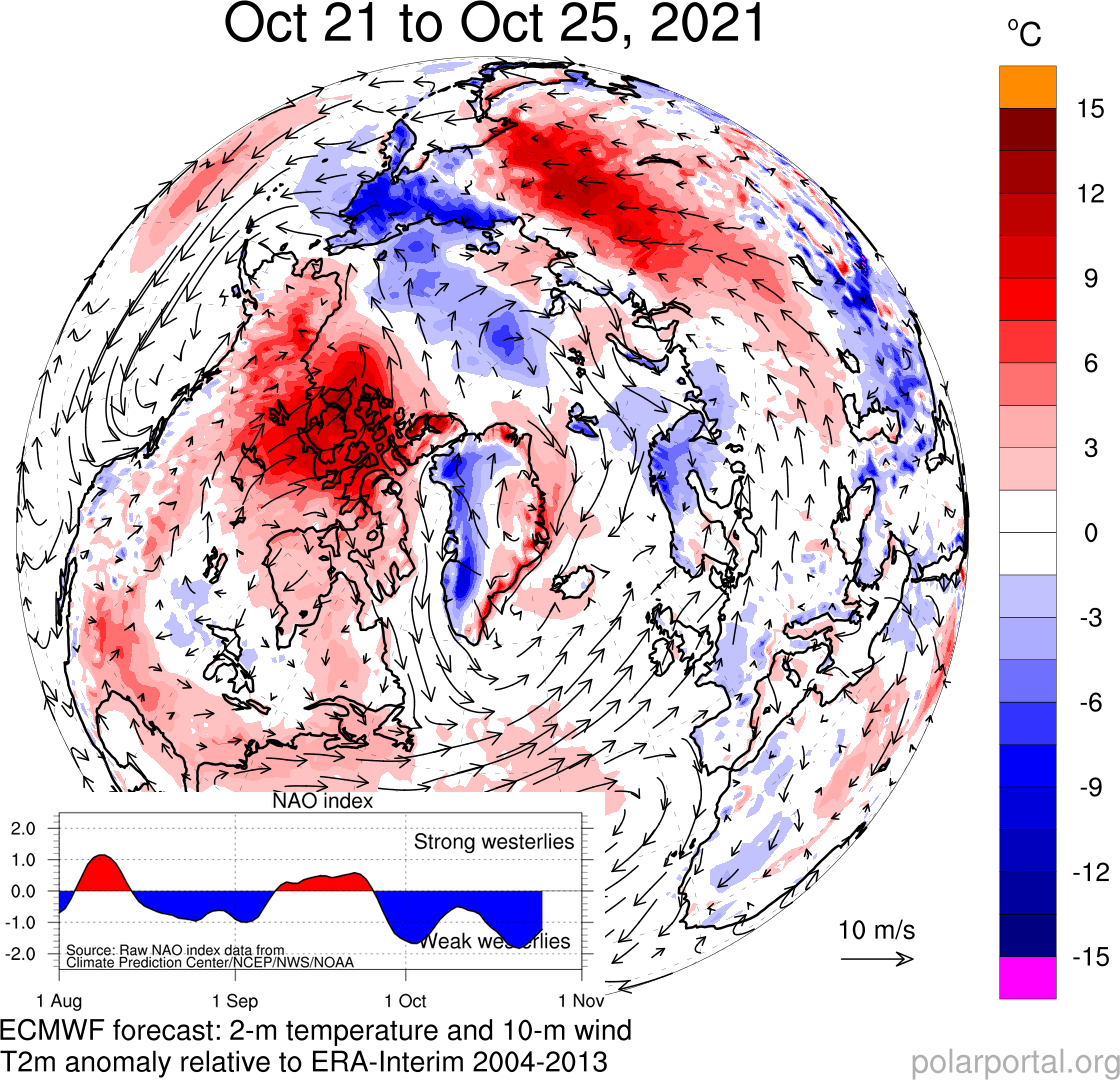 Oct 21 to Oct 25, 2021
oC
15
12
9
6
3
0
-3
-6
-9
-12
-15
10 m/s
NAO index
2.0
1.0
0.0
-1.0
-2.0
Strong westerlies
Weak westerlies
Source: Raw NAO index data from
Climate Prediction Center/NCEP/NWS/NOAA
1 Aug
1 Sep
1 Oct
1 Nov
ECMWF forecast: 2-m temperature and 10-m wind
T2m anomaly relative to ERA-Interim 2004-2013
polarportal.org